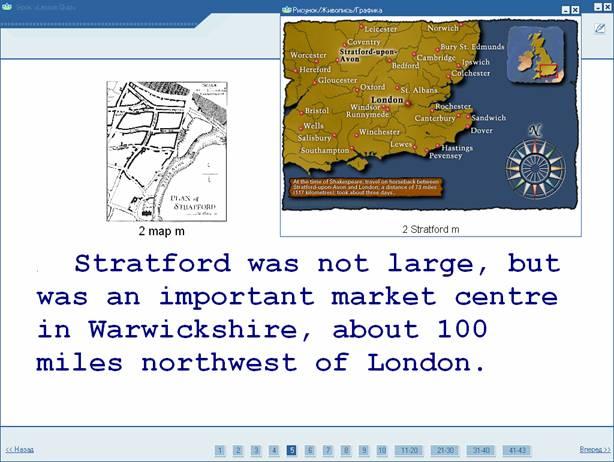 Рисунок/Живопись/Графика
Leicester
Norwich
Coventry
Stratford-upon-Avon
Bury St. Edmunds
Worcester
Cambridge
Ipswich
Hereford
Bedford
Colchester
Gloucester
Oxford
St. Albans
London
Bristol
Windsor
Rochester
Runnymede
Canterbury
Sandwich
Wells
Dover
Salisbury
Winchester
Southampton
Lewes
Hastings
Pevensey
N
At the time of Shakespeare, travel on horseback between
Stratford-upon-Avon and London, a distance of 73 miles
(117 kilometres), took about three days.
PLAN OF
STRATFORD
2 map m
2 Stratford m
Stratford was not large, but
was an important market centre
in Warwickshire, about 100
miles northwest of London.
<< Назад
1 2 3 4 5 6 7 8 9 10 11-20 21-30 31-40 41-43
Вперед >>